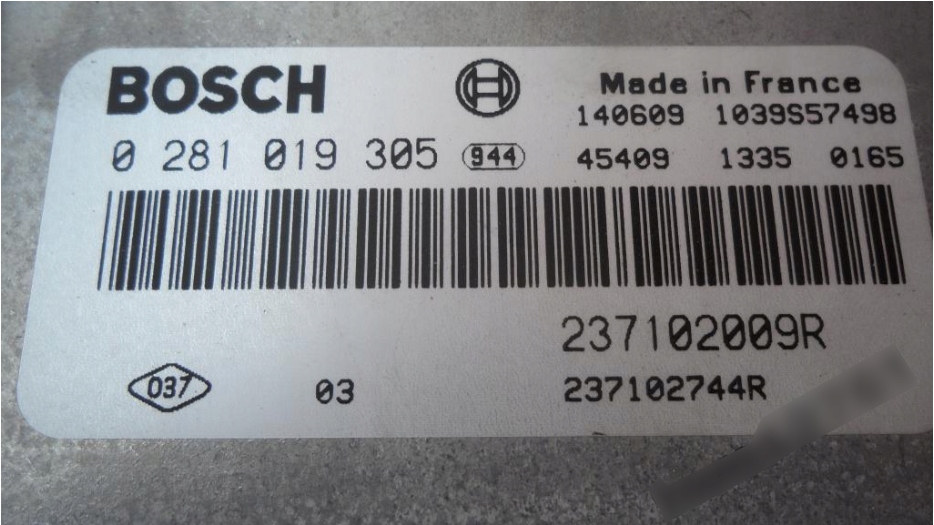 BOSCH
Made in France
140609 1039S57498
0 281 019 305 944 45409 1335 0165
237102009R
037 03 237102744R